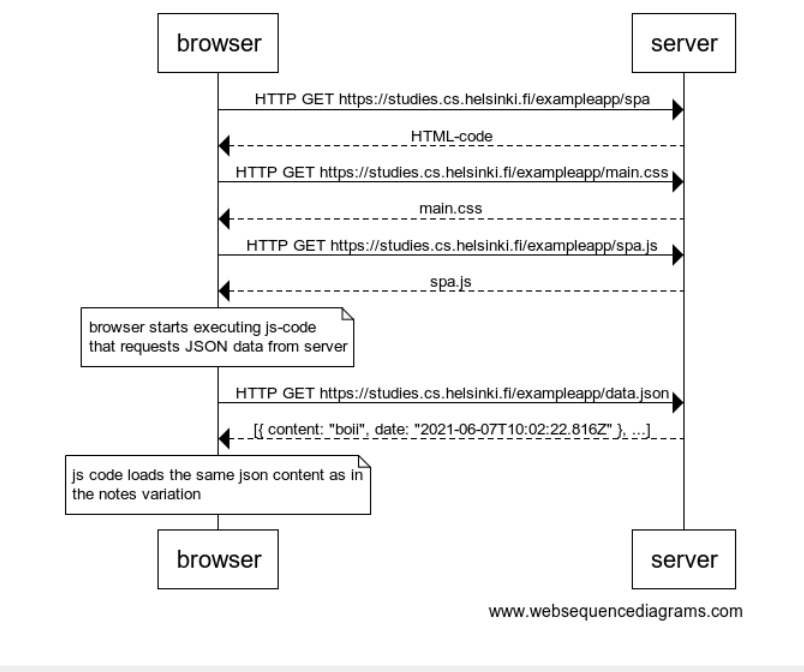 browser
server
HTTP GET https://studies.cs.helsinki.fi/exampleapp/spa
HTML-code
HTTP GET https://studies.cs.helsinki.fi/exampleapp/main.css
main.css
HTTP GET https://studies.cs.helsinki.fi/exampleapp/spa.js
spa.js
browser starts executing js-code
that requests JSON data from server
HTTP GET https://studies.cs.helsinki.fi/exampleapp/data.json
[{ content: "boii", date: "2021-06-07T10:02:22.816Z" }, ...]
js code loads the same json content as in
the notes variation
browser
server
www.websequencediagrams.com